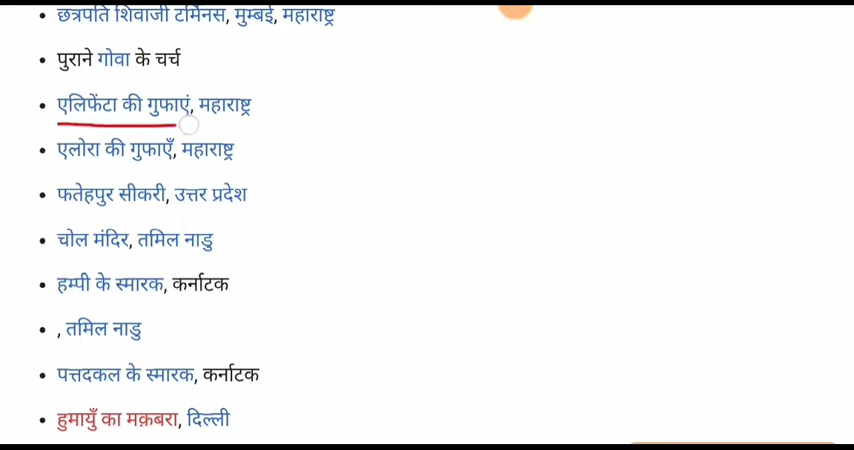 • छत्रपति शिवाजी टर्मिनस, मुम्बई, महाराष्ट्र
• पुराने गोवा के चर्च
• एलिफेंटा की गुफाएं, महाराष्ट्र
• एलोरा की गुफाएँ, महाराष्ट्र
• फतेहपुर सीकरी, उत्तर प्रदेश
• चोल मंदिर, तमिल नाडु
• हम्पी के स्मारक, कर्नाटक
• , तमिल नाडु
• पत्तदकल के स्मारक, कर्नाटक
• हुमायुँ का मक़बरा, दिल्ली